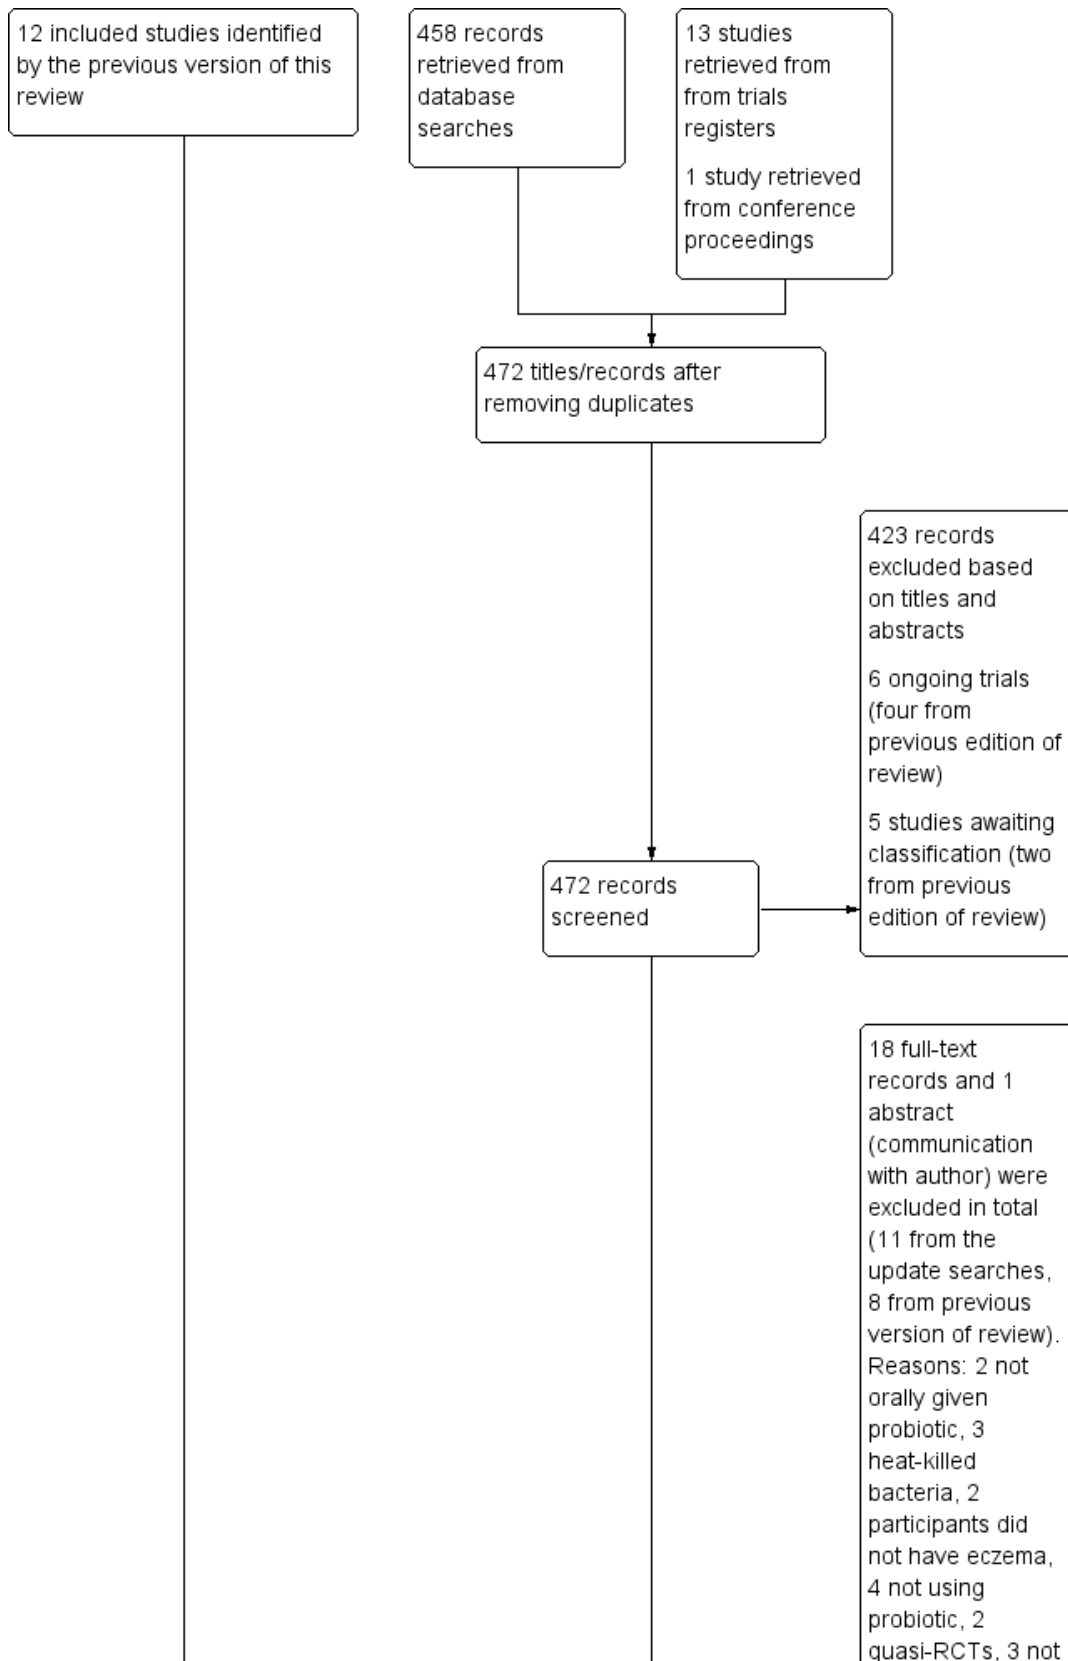 12 included studies identified
by the previous version of this
review
458 records
retrieved from
database
searches
13 studies
retrieved from
from trials
registers
1 study retrieved
from conference
proceedings
472 titles/records after
removing duplicates
423 records
excluded based
on titles and
abstracts
6 ongoing trials
(four from
previous edition of
review)
5 studies awaiting
classification (two
from previous
edition of review)
472 records
screened
18 full-text
records and 1
abstract
(communication
with author) were
excluded in total
(11 from the
update searches,
8 from previous
version of review).
Reasons: 2 not
orally given
probiotic, 3
heat-killed
bacteria, 2
participants did
not have eczema,
4 not using
probiotic, 2
quasi-RCTs, 3 not